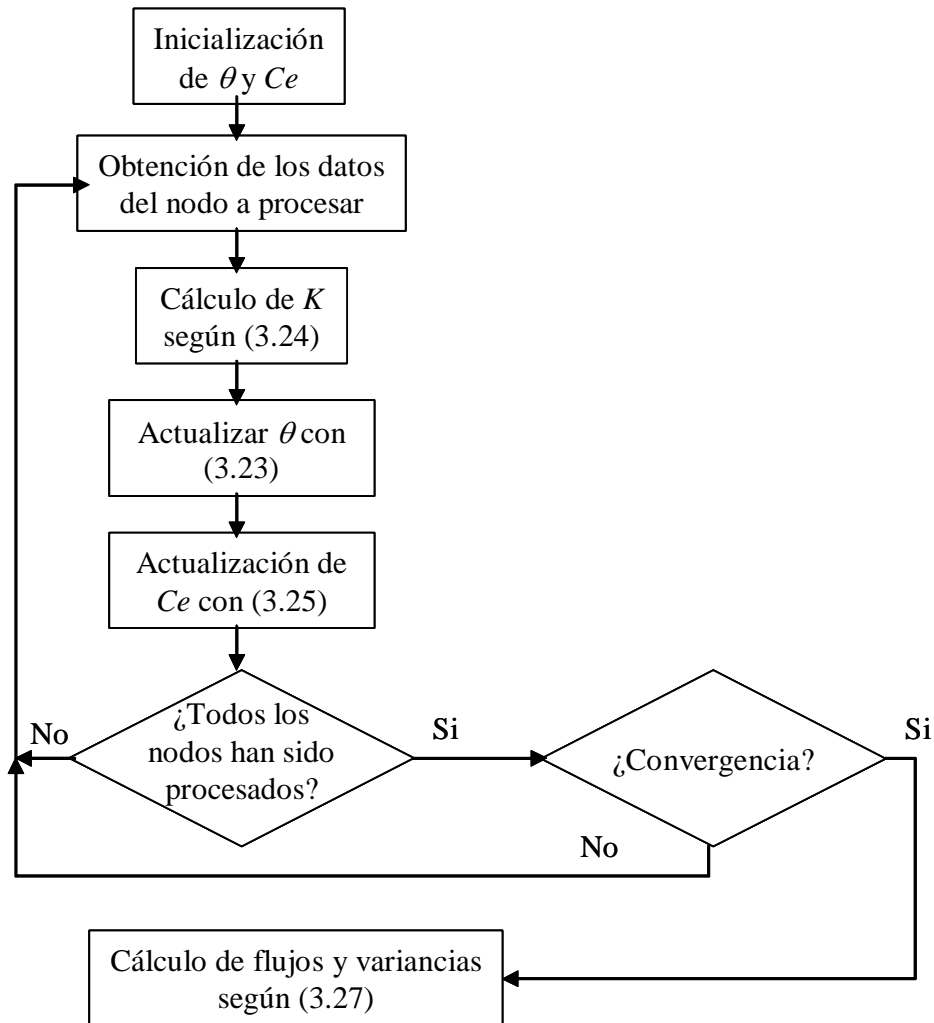 Inicialización
de θ y Ce
Obtención de los datos
del nodo a procesar
Cálculo de K
según (3.24)
Actualizar θ con
(3.23)
Actualización de
Ce con (3.25)
¿Todos los
nodos han sido
procesados?
No
Si
¿Convergencia?
Si
No
Cálculo de flujos y variancias
según (3.27)